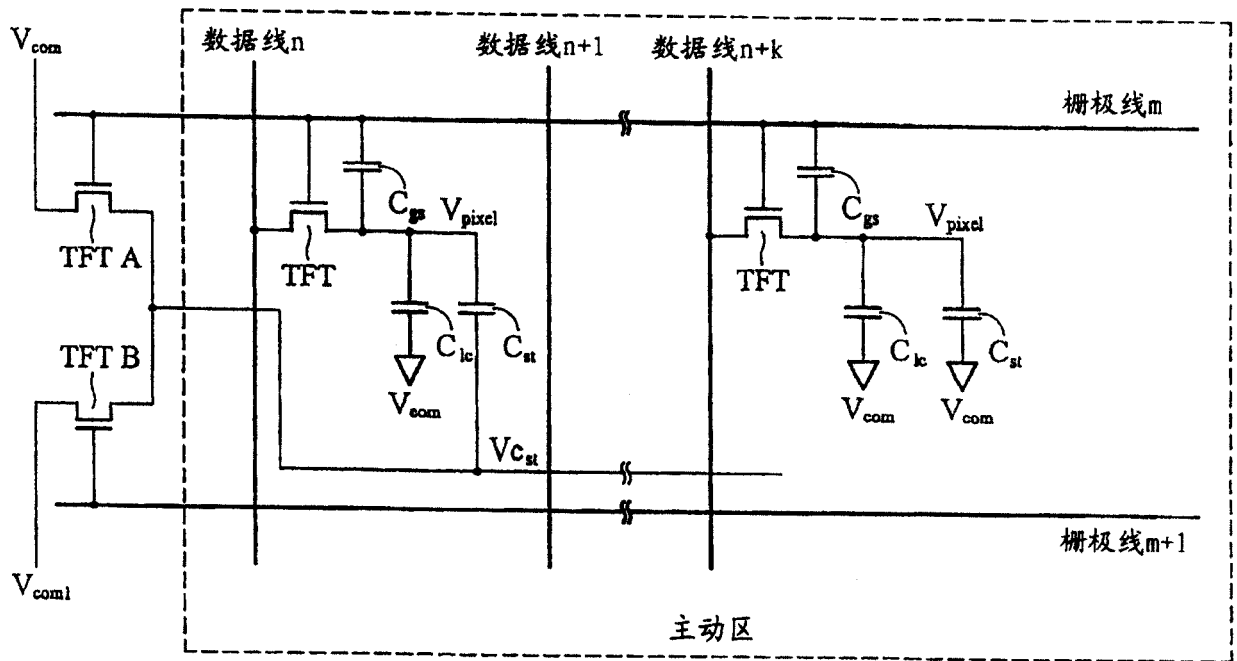 Vcom
数据线n
数据线n+1
数据线n+k
栅极线m
Cgs
Vpixel
TFT A
TFT
Clc
Cst
Vcom
Cgs
Vpixel
TFT
Clc
Cst
Vcom
Vcom
TFT B
Vcst
栅极线m+1
Vcom1
主动区